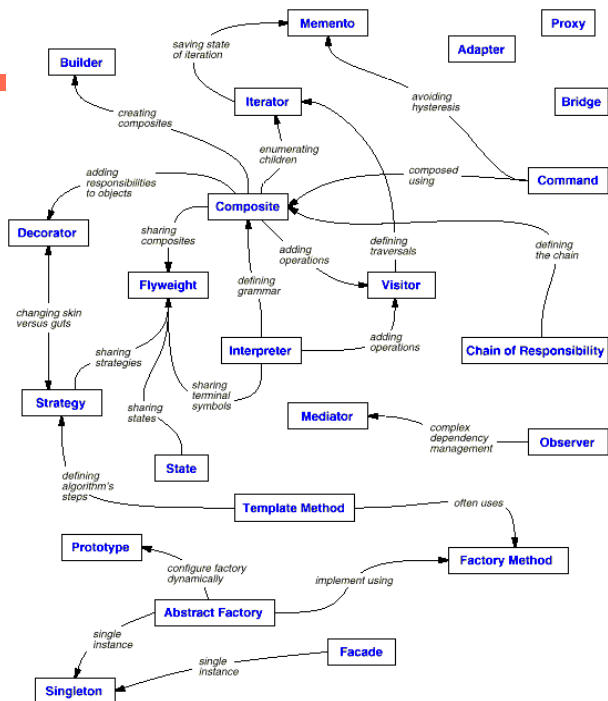 Memento
Proxy
saving state
of iteration
Adapter
Builder
avoiding
hysteresis
Iterator
Bridge
creating
composites
enumerating
children
adding
responsibilities
to objects
composed
using
Command
Composite
Decorator
sharing
composites
adding
operations
defining
traversals
defining
the chain
Flyweight
defining
grammar
Visitor
changing skin
versus guts
sharing
strategies
Interpreter
adding
operations
Chain of Responsibility
sharing
terminal
symbols
Strategy
sharing
states
Mediator
complex
dependency
management
Observer
State
defining
algorithm's
steps
Template Method
often uses
Prototype
configure factory
dynamically
implement using
Factory Method
Abstract Factory
single
instance
Facade
single
instance
Singleton